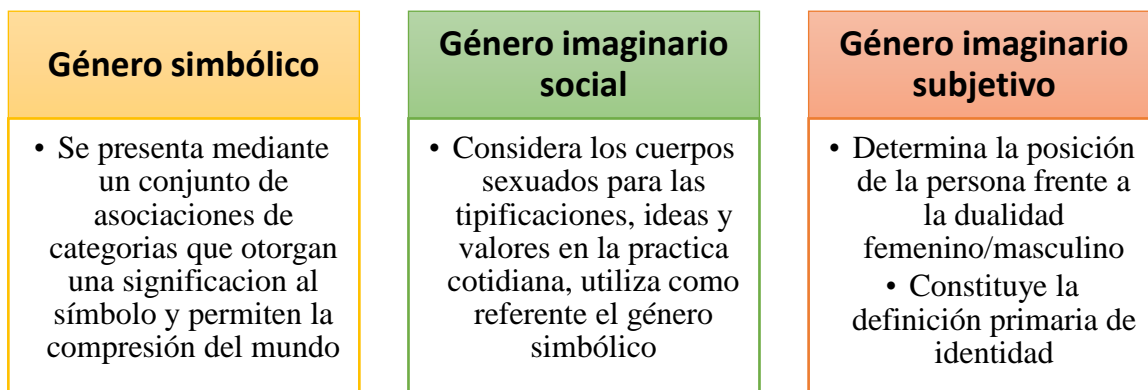 Género simbólico
• Se presenta mediante
un conjunto de
asociaciones de
categorias que otorgan
una significacion al
símbolo y permiten la
compresión del mundo
Género imaginario
social
• Considera los cuerpos
sexuados para las
tipificaciones, ideas y
valores en la practica
cotidiana, utiliza como
referente el género
simbólico
Género imaginario
subjetivo
• Determina la posición
de la persona frente a
la dualidad
femenino/masculino
• Constituye la
definición primaria de
identidad